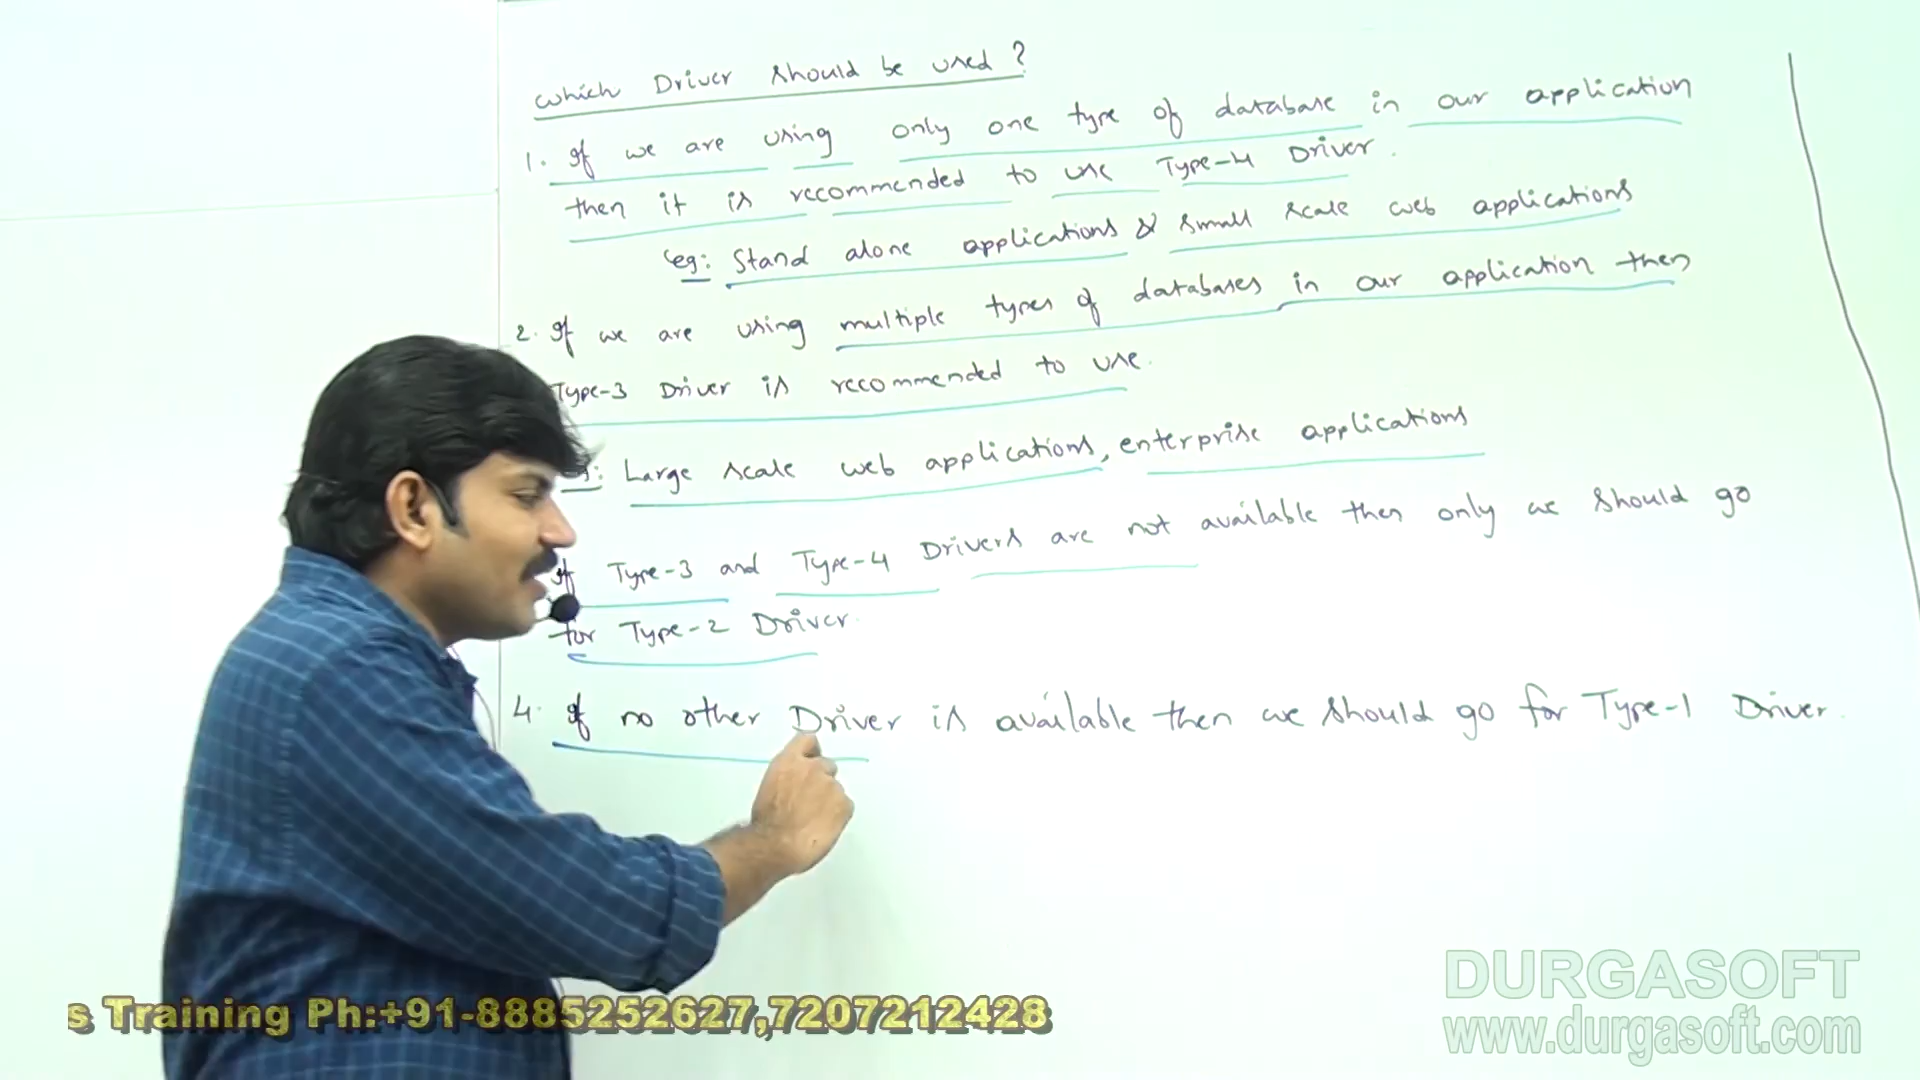 Which Driver should be used ?
1. If we are using only one type of database in our application
then it is recommended to use Type-4 Driver.
eg: Stand alone applications & small scale web applications
2. If we are using multiple types of databases in our application then
Type-3 Driver is recommended to use.
Large scale web applications, enterprise applications
If Type-3 and Type-4 Drivers are not available then only we should go
for Type-2 Driver.
4. If no other Driver is available then we should go for Type-1 Driver.
s Training Ph:+91-8885252627,7207212428
DURGASOFT
www.durgasoft.com